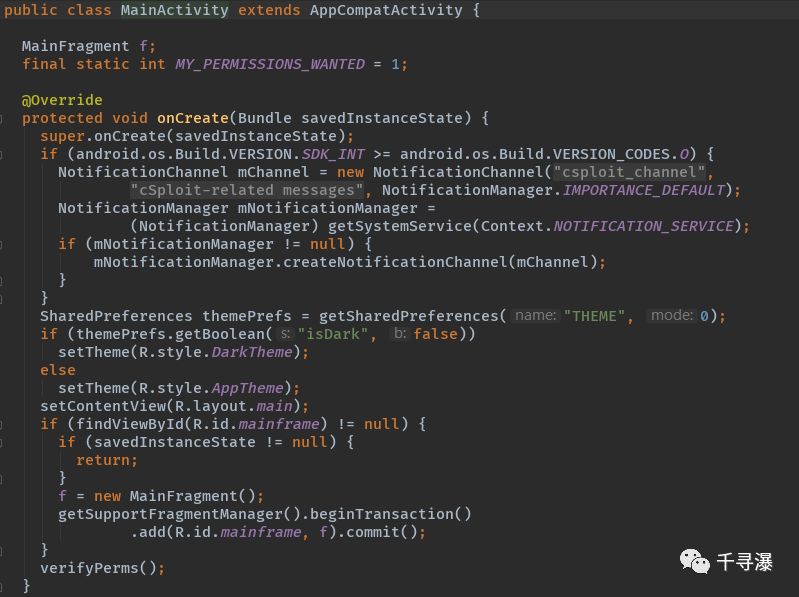 public class MainActivity extends AppCompatActivity {
MainFragment f;
final static int MY_PERMISSIONS_WANTED = 1;
@Override
protected void onCreate(Bundle savedInstanceState) {
super.onCreate(savedInstanceState);
if (android.os.Build.VERSION.SDK_INT >= android.os.Build.VERSION_CODES.O) {
NotificationChannel mChannel = new NotificationChannel("csploit_channel",
"cSploit-related messages", NotificationManager.IMPORTANCE_DEFAULT);
NotificationManager mNotificationManager =
(NotificationManager) getSystemService(Context.NOTIFICATION_SERVICE);
if (mNotificationManager != null) {
mNotificationManager.createNotificationChannel(mChannel);
}
}
SharedPreferences themePrefs = getSharedPreferences( name: "THEME", mode: 0);
if (themePrefs.getBoolean( s: "isDark", b: false))
setTheme(R.style.DarkTheme);
else
setTheme(R.style.AppTheme);
setContentView(R.layout.main);
if (findViewById(R.id.mainframe) != null) {
if (savedInstanceState != null) {
return;
}
f = new MainFragment();
getSupportFragmentManager().beginTransaction()
.add(R.id.mainframe, f).commit();
}
verifyPerms();
}
千寻瀑